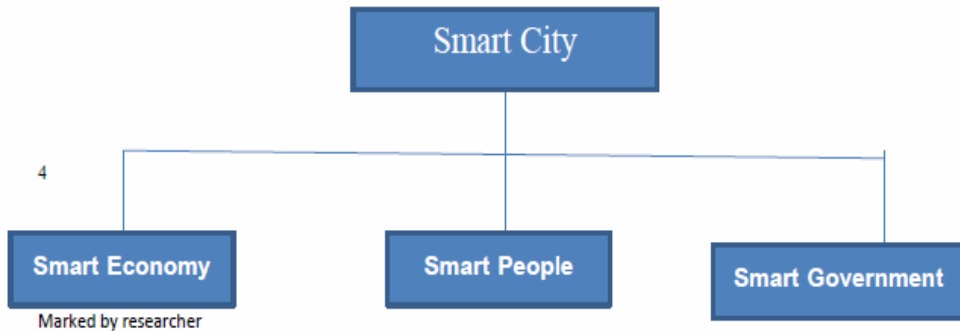 Smart City
4
Smart Economy
Smart People
Smart Government
Marked by researcher